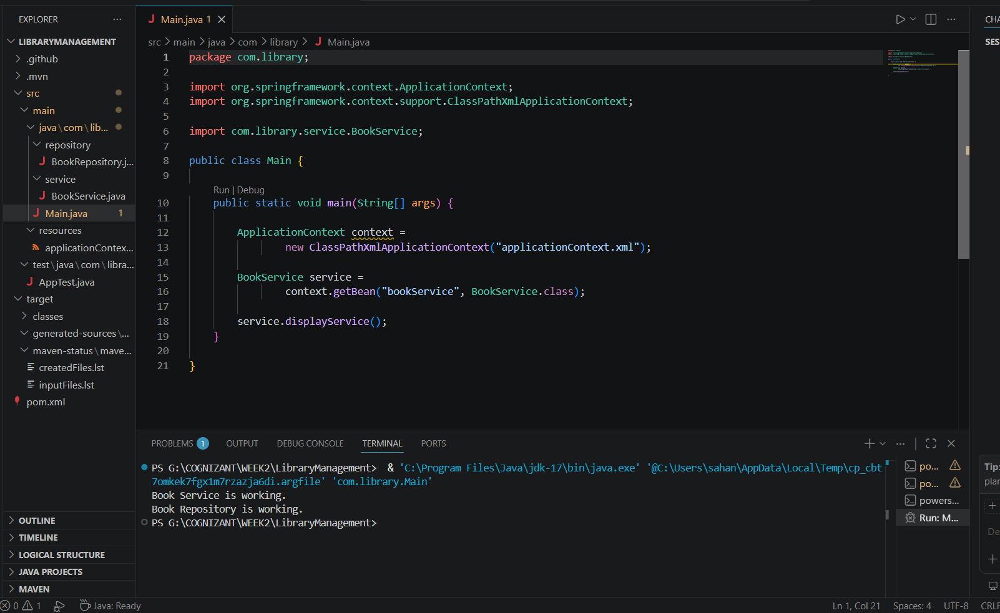 EXPLORER
LIBRARYMANAGEMENT
.github
.mvn
src
main
java\com\lib...
repository
BookRepository.j...
service
BookService.java
Main.java 1
resources
applicationContex...
test\java\com\libra...
AppTest.java
target
classes
generated-sources\...
maven-status\mave...
createdFiles.lst
inputFiles.lst
pom.xml
OUTLINE
TIMELINE
LOGICAL STRUCTURE
JAVA PROJECTS
MAVEN
Main.java 1
src > main > java > com > library > Main.java
1 package com.library;
2
3 import org.springframework.context.ApplicationContext;
4 import org.springframework.context.support.ClassPathXmlApplicationContext;
5
6 import com.library.service.BookService;
7
8 public class Main {
9
Run | Debug
10 public static void main(String[] args) {
11
12 ApplicationContext context =
13 new ClassPathXmlApplicationContext("applicationContext.xml");
14
15 BookService service =
16 context.getBean("bookService", BookService.class);
17
18 service.displayService();
19 }
20
21 }
PROBLEMS 1 OUTPUT DEBUG CONSOLE TERMINAL PORTS
PS G:\COGNIZANT\WEEK2\LibraryManagement>  & 'C:\Program Files\Java\jdk-17\bin\java.exe' '@C:\Users\sahan\AppData\Local\Temp\cp_cbt
7omkek7fgx1m7rzazja6di.argfile' 'com.library.Main'
Book Service is working.
Book Repository is working.
PS G:\COGNIZANT\WEEK2\LibraryManagement>
po...
po...
powers...
Run: M...
CHA
SES
Tip:
plan
De
0 1 Java: Ready
Ln 1, Col 21 Spaces: 4 UTF-8 CRLF